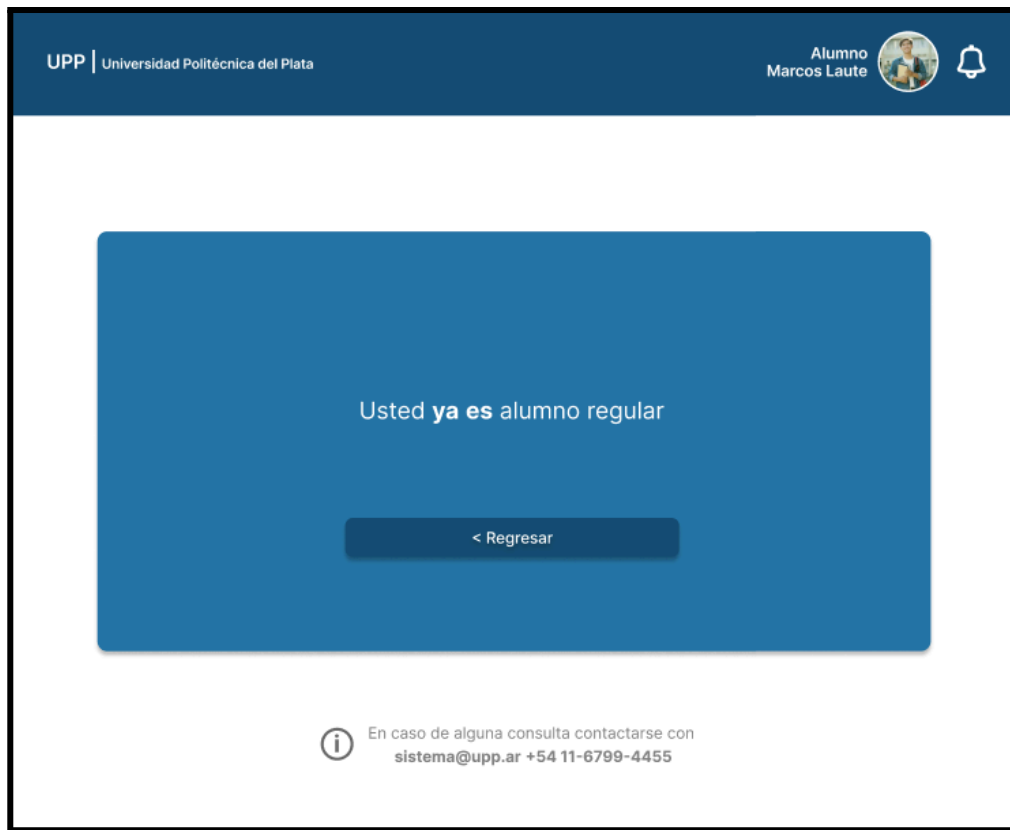 UPP | Universidad Politécnica del Plata
Alumno
Marcos Laute
Usted ya es alumno regular
< Regresar
En caso de alguna consulta contactarse con
sistema@upp.ar +54 11-6799-4455